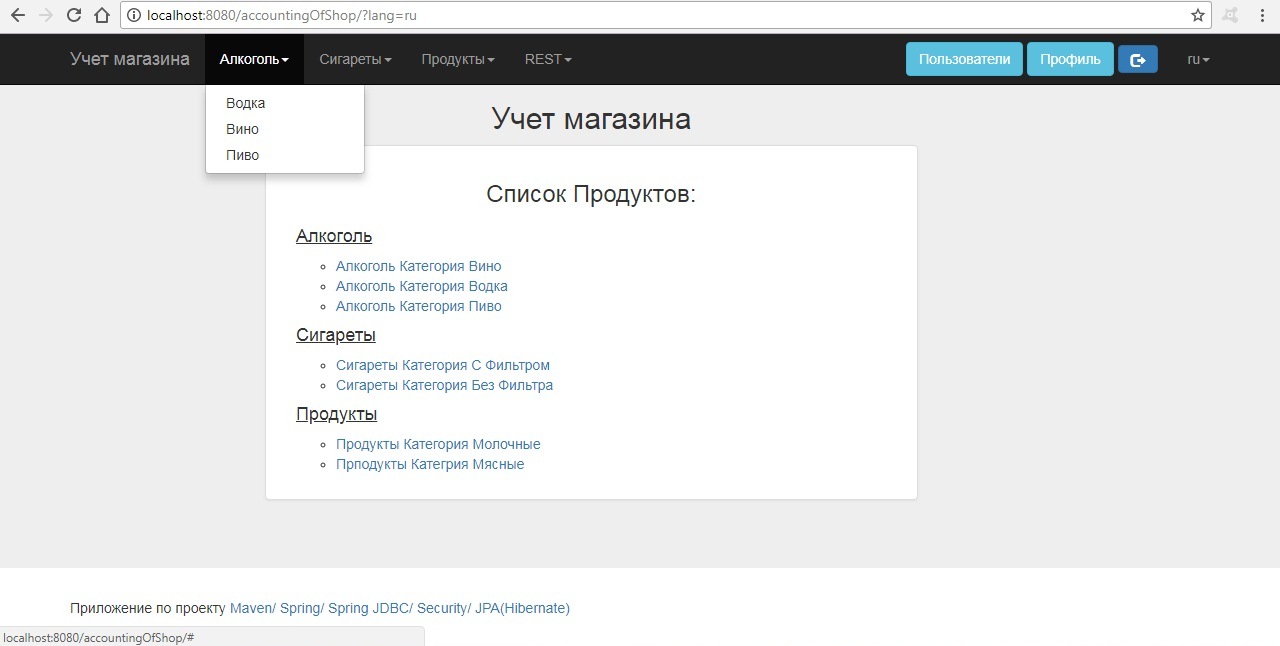 localhost:8080/accountingOfShop/?lang=ru
Учет магазина Алкоголь Сигареты Продукты REST Пользователи Профиль ru
Водка
Вино
Пиво
Учет магазина
Список Продуктов:
Алкоголь
Алкоголь Категория Вино
Алкоголь Категория Водка
Алкоголь Категория Пиво
Сигареты
Сигареты Категория С Фильтром
Сигареты Категория Без Фильтра
Продукты
Продукты Категория Молочные
Прподукты Категрия Мясные
Приложение по проекту Maven/ Spring/ Spring JDBC/ Security/ JPA(Hibernate)
localhost:8080/accountingOfShop/#